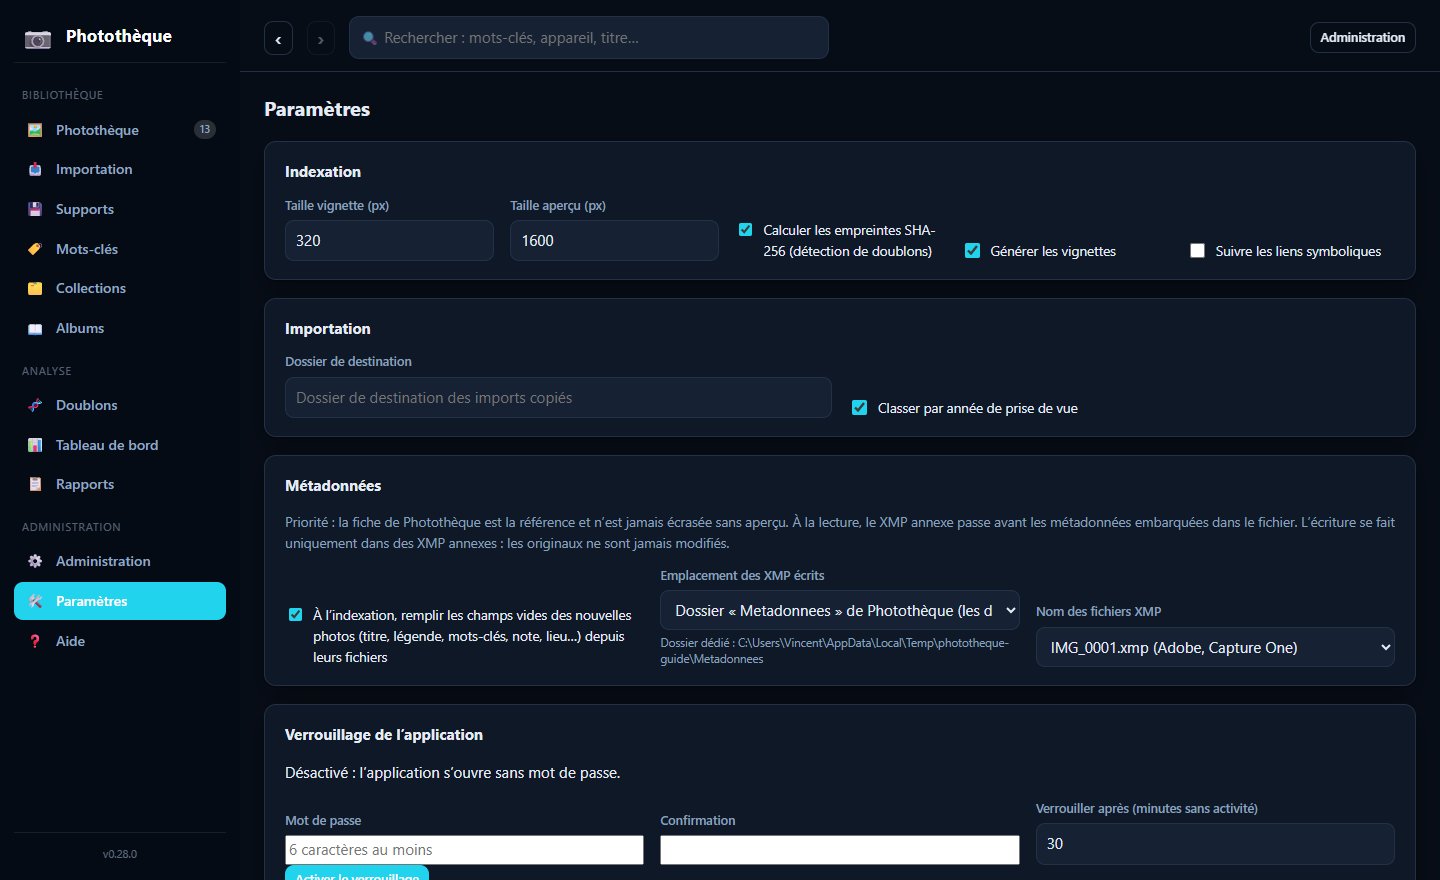 Photothèque
BIBLIOTHÈQUE
Photothèque 13
Importation
Supports
Mots-clés
Collections
Albums
ANALYSE
Doublons
Tableau de bord
Rapports
ADMINISTRATION
Administration
Paramètres
Aide
v0.28.0
‹ › Rechercher : mots-clés, appareil, titre…
Administration
Paramètres
Indexation
Taille vignette (px)
320
Taille aperçu (px)
1600
Calculer les empreintes SHA-
256 (détection de doublons)
Générer les vignettes
Suivre les liens symboliques
Importation
Dossier de destination
Dossier de destination des imports copiés
Classer par année de prise de vue
Métadonnées
Priorité : la fiche de Photothèque est la référence et n’est jamais écrasée sans aperçu. À la lecture, le XMP annexe passe avant les métadonnées embarquées dans le fichier. L’écriture se fait
uniquement dans des XMP annexes : les originaux ne sont jamais modifiés.
À l’indexation, remplir les champs vides des nouvelles
photos (titre, légende, mots-clés, note, lieu…) depuis
leurs fichiers
Emplacement des XMP écrits
Dossier « Metadonnees » de Photothèque (les d
Dossier dédié : C:\Users\Vincent\AppData\Local\Temp\phototheque-
guide\Metadonnees
Nom des fichiers XMP
IMG_0001.xmp (Adobe, Capture One)
Verrouillage de l’application
Désactivé : l’application s’ouvre sans mot de passe.
Mot de passe
6 caractères au moins
Confirmation
Verrouiller après (minutes sans activité)
30
Activer le verrouillage